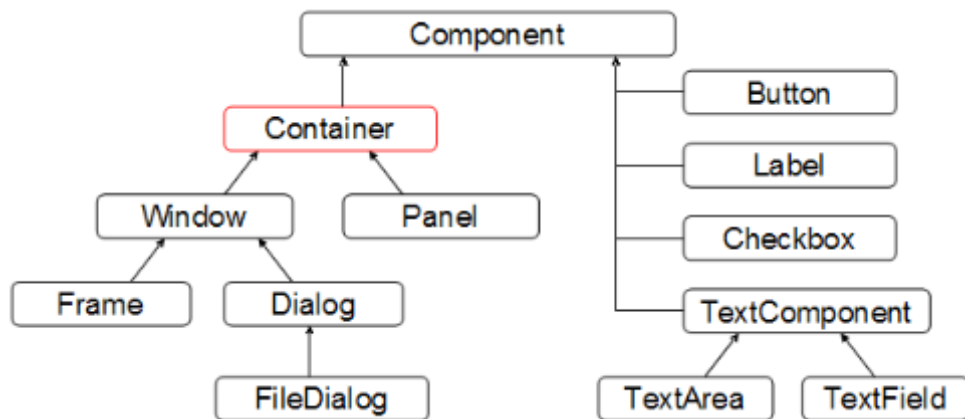 Component
Button
Container
Label
Window
Panel
Checkbox
Frame
Dialog
TextComponent
FileDialog
TextArea
TextField